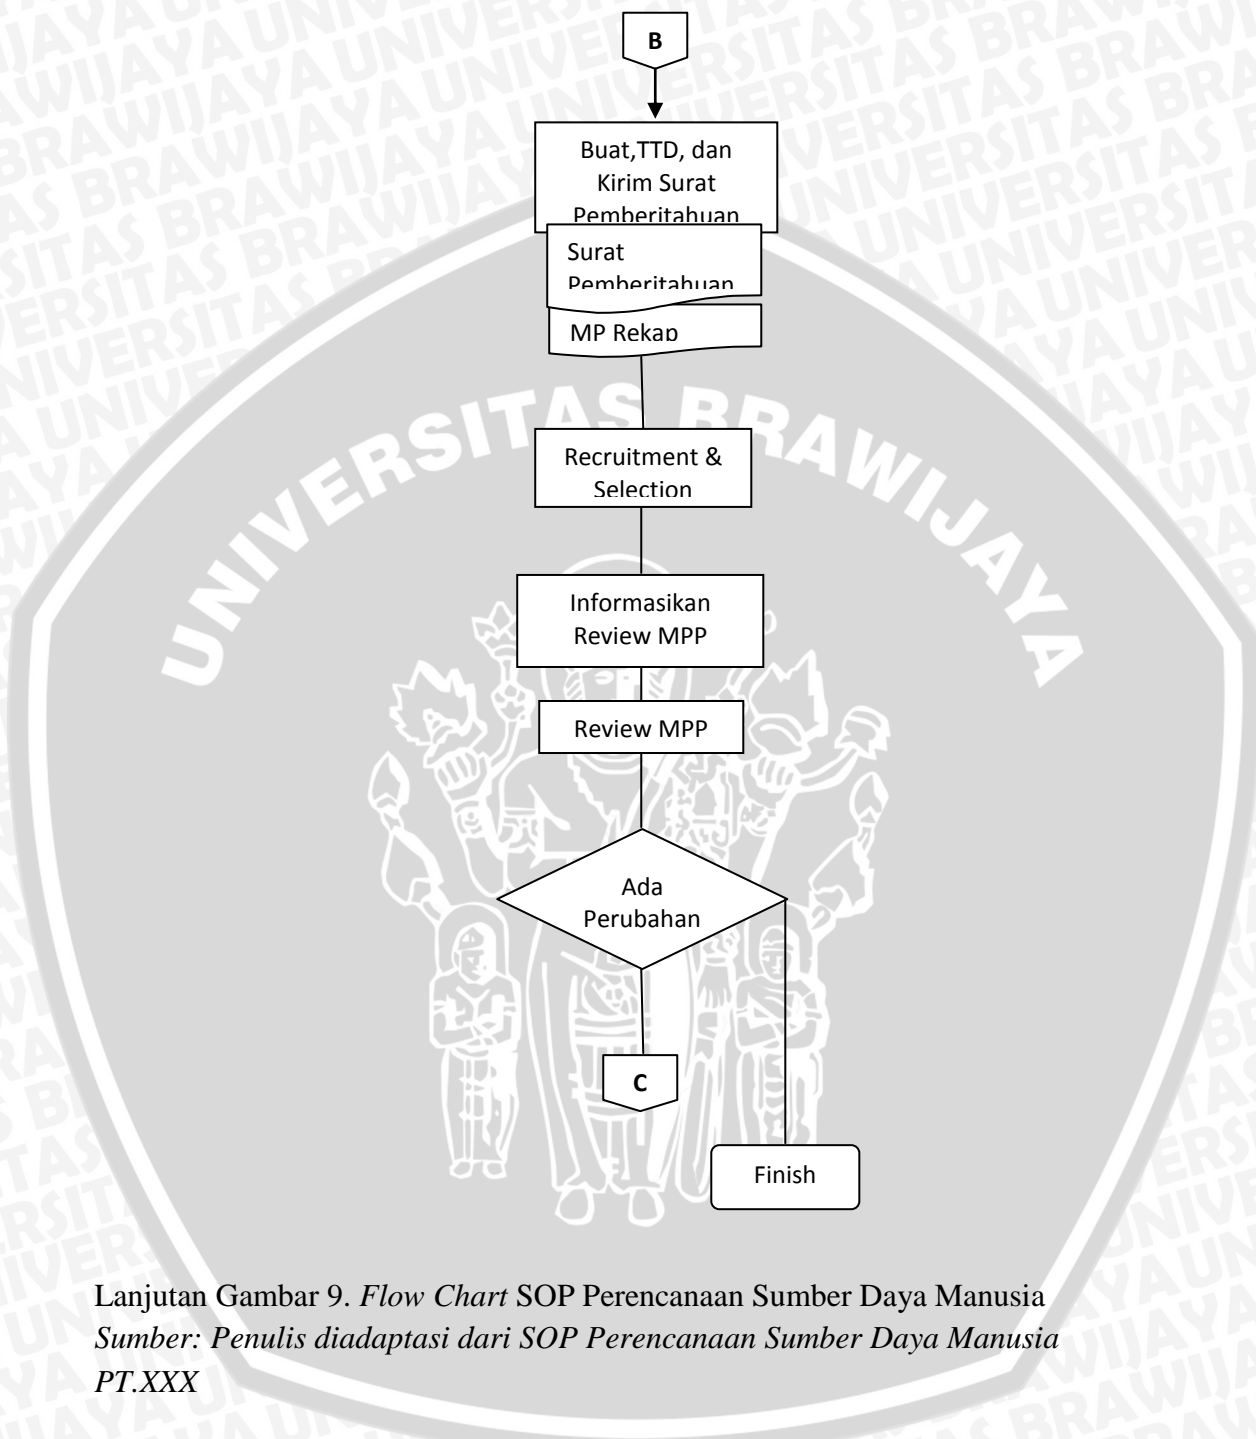 B
Buat,TTD, dan
Kirim Surat
Pemberitahuan
Surat
Pemberitahuan
MP Rekap
UNIVERSITAS BRAWIJAYA
Recruitment &
Selection
Informasikan
Review MPP
Review MPP
Ada
Perubahan
C
Finish
Lanjutan Gambar 9. Flow Chart SOP Perencanaan Sumber Daya Manusia
Sumber: Penulis diadaptasi dari SOP Perencanaan Sumber Daya Manusia
PT.XXX